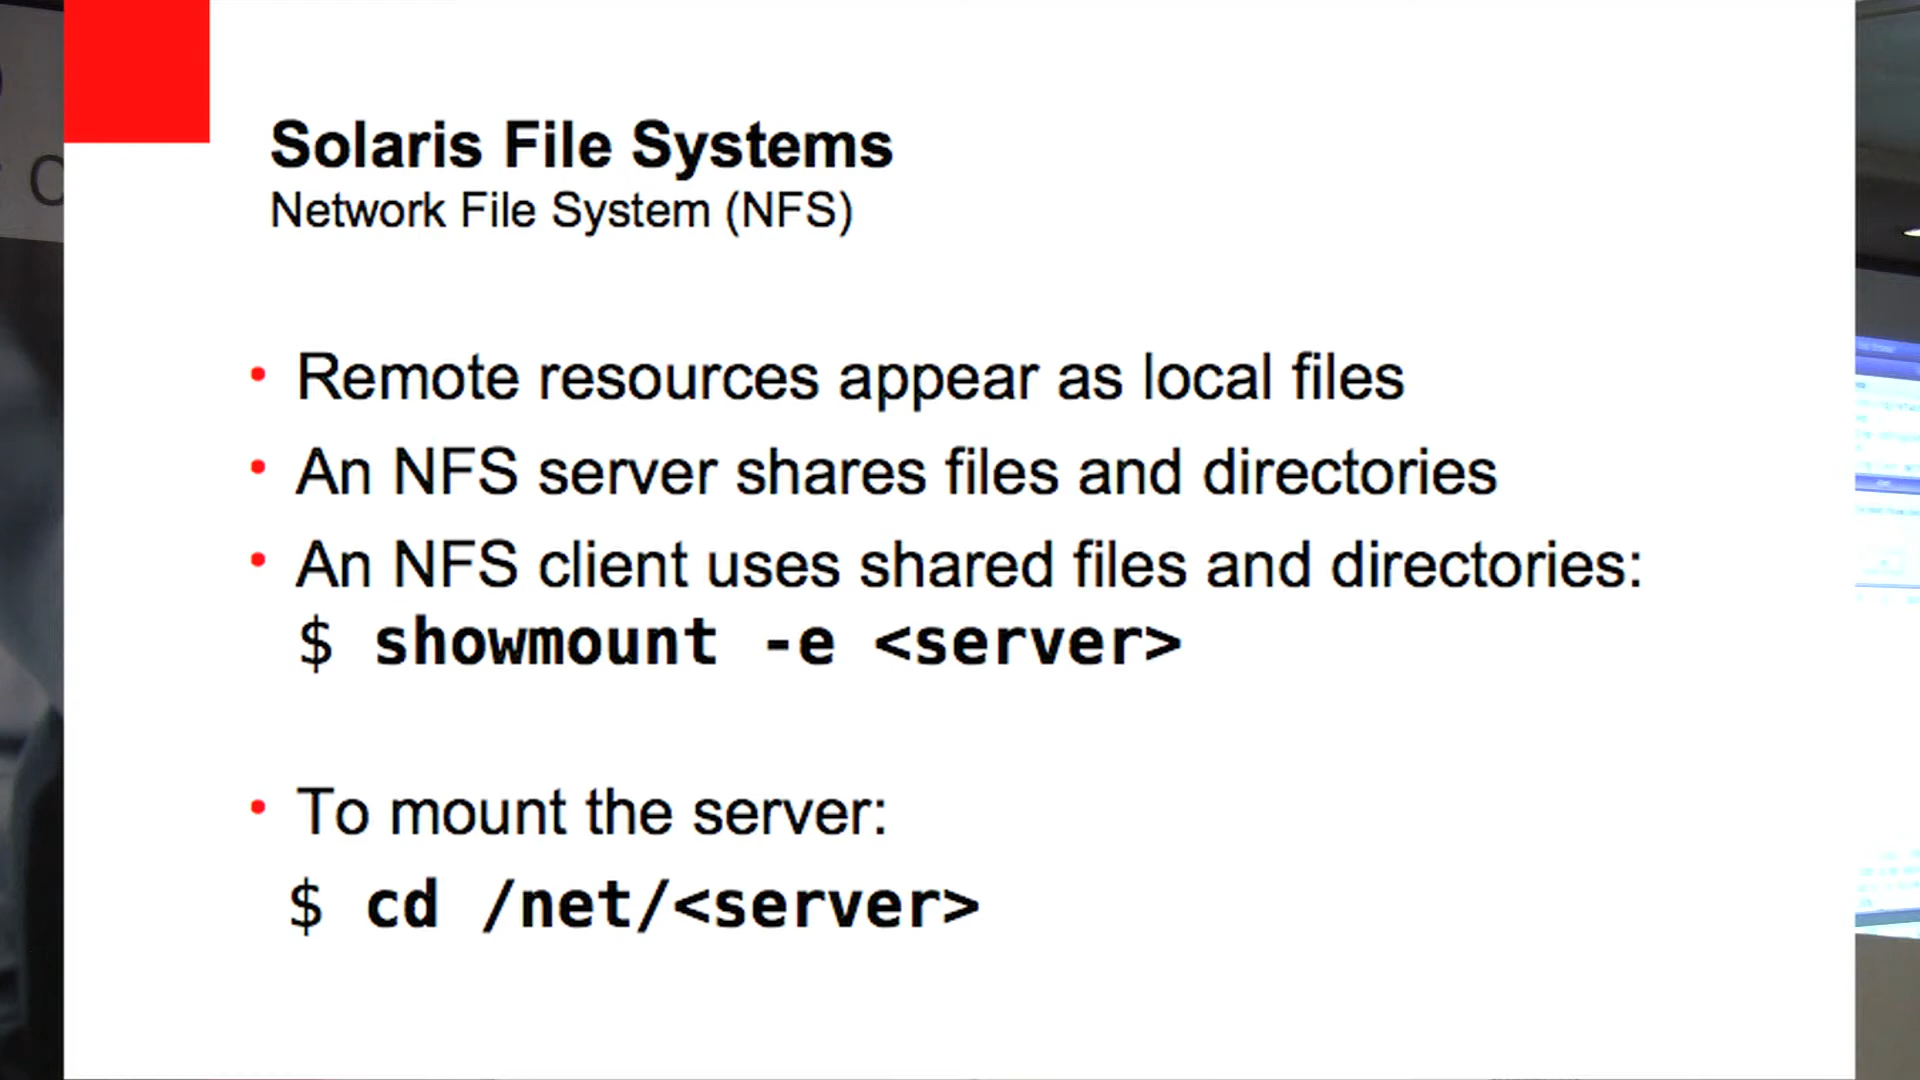 Solaris File Systems
Network File System (NFS)
• Remote resources appear as local files
• An NFS server shares files and directories
• An NFS client uses shared files and directories:
$ showmount -e <server>
• To mount the server:
$ cd /net/<server>